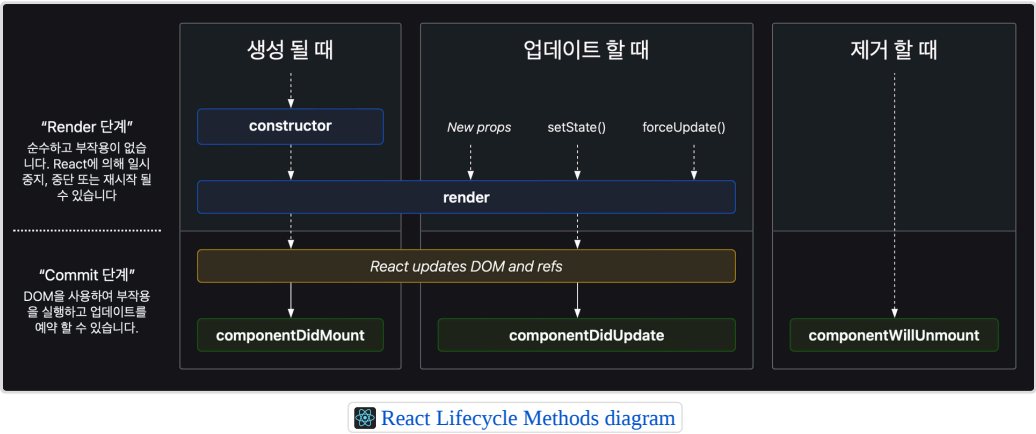 생성 될 때
업데이트 할 때
제거 할 때
“Render 단계”
순수하고 부작용이 없습
니다. React에 의해 일시
중지, 중단 또는 재시작 될
수 있습니다
constructor
New props
setState()
forceUpdate()
render
“Commit 단계”
DOM을 사용하여 부작용
을 실행하고 업데이트를
예약 할 수 있습니다.
React updates DOM and refs
componentDidMount
componentDidUpdate
componentWillUnmount
React Lifecycle Methods diagram